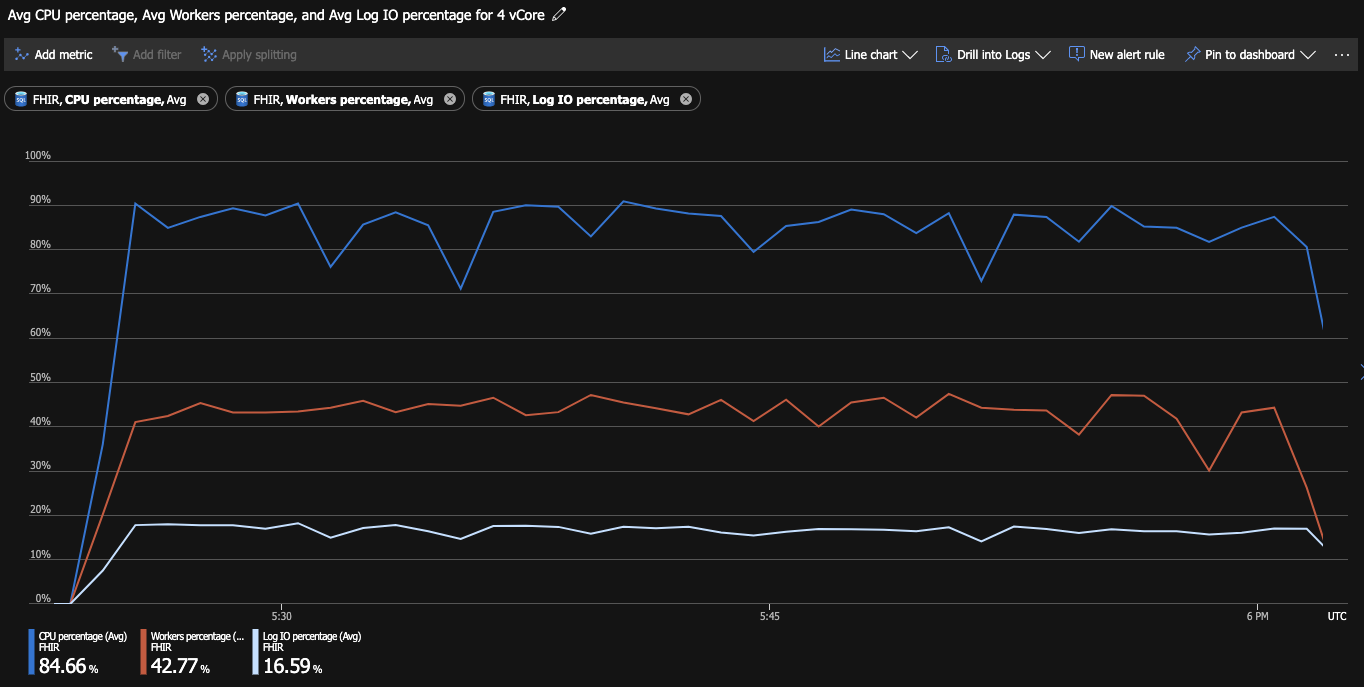 Avg CPU percentage, Avg Workers percentage, and Avg Log IO percentage for 4 vCore
Add metric Add filter Apply splitting Line chart Drill into Logs New alert rule Pin to dashboard ...
SQL FHIR, CPU percentage, Avg SQL FHIR, Workers percentage, Avg SQL FHIR, Log IO percentage, Avg
100%
90%
80%
70%
60%
50%
40%
30%
20%
10%
0%
5:30 5:45 6 PM UTC
CPU percentage (Avg) Workers percentage (... Log IO percentage (Avg)
FHIR FHIR FHIR
84.66 % 42.77 % 16.59 %